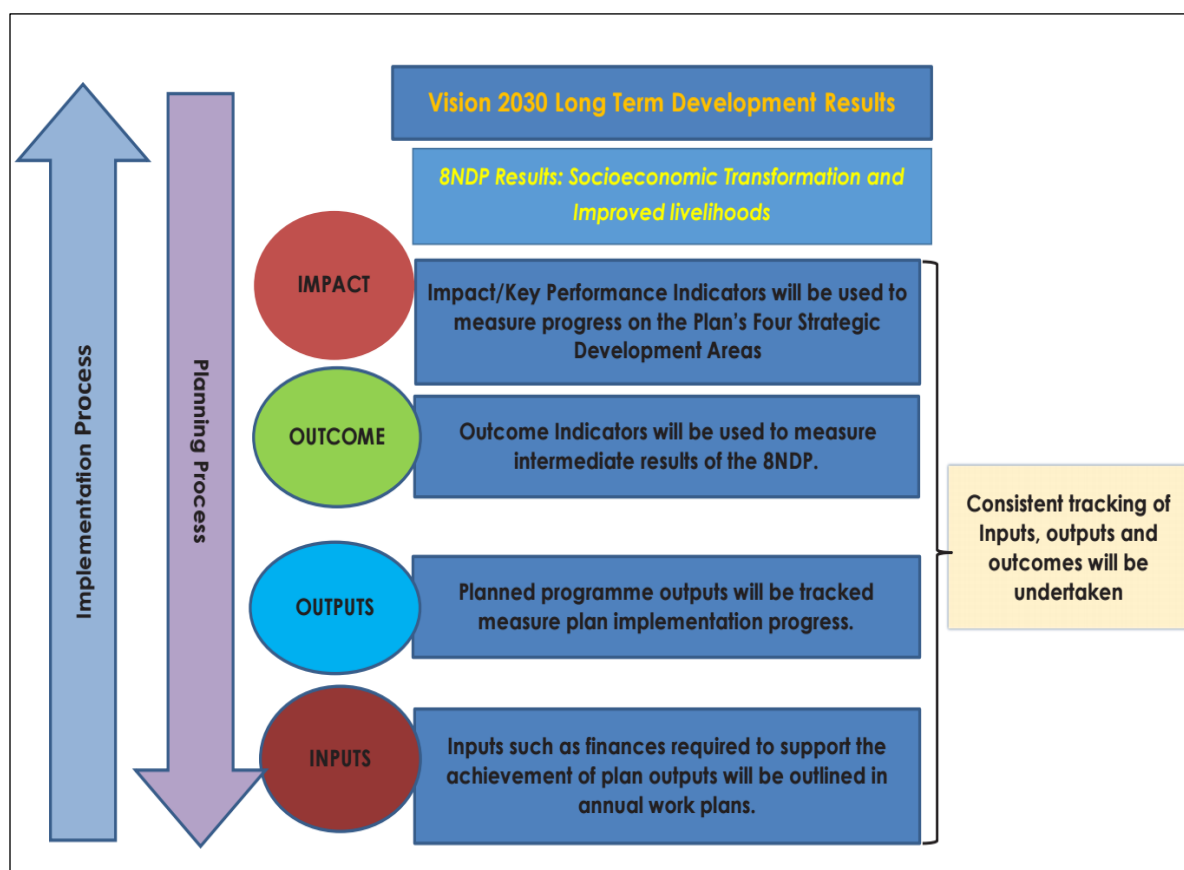 Vision 2030 Long Term Development Results
8NDP Results: Socioeconomic Transformation and
Improved livelihoods
Implementation Process
Planning Process
IMPACT
Impact/Key Performance Indicators will be used to
measure progress on the Plan's Four Strategic
Development Areas
OUTCOME
Outcome Indicators will be used to measure
intermediate results of the 8NDP.
OUTPUTS
Planned programme outputs will be tracked
measure plan implementation progress.
INPUTS
Inputs such as finances required to support the
achievement of plan outputs will be outlined in
annual work plans.
Consistent tracking of
Inputs, outputs and
outcomes will be
undertaken